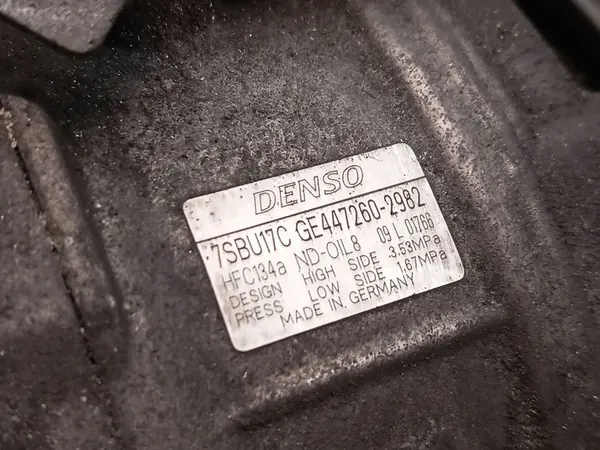 DENSO
7SBU17C GE447260-2982
HFC134a ND-OIL8 09 L 01766
DESIGN HIGH SIDE 3.53MPa
PRESS LOW SIDE 1.67MPa
MADE IN GERMANY